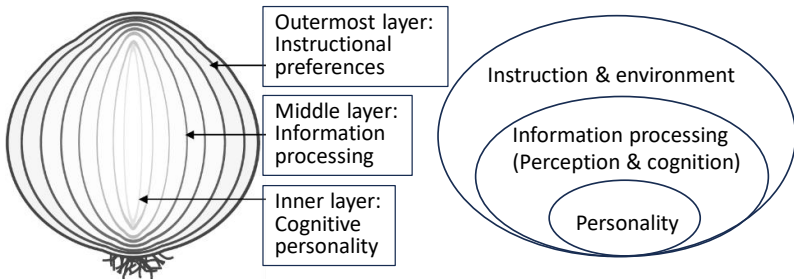 Outermost layer:
Instructional
preferences
Middle layer:
Information
processing
Inner layer:
Cognitive
personality
Instruction & environment
Information processing
(Perception & cognition)
Personality